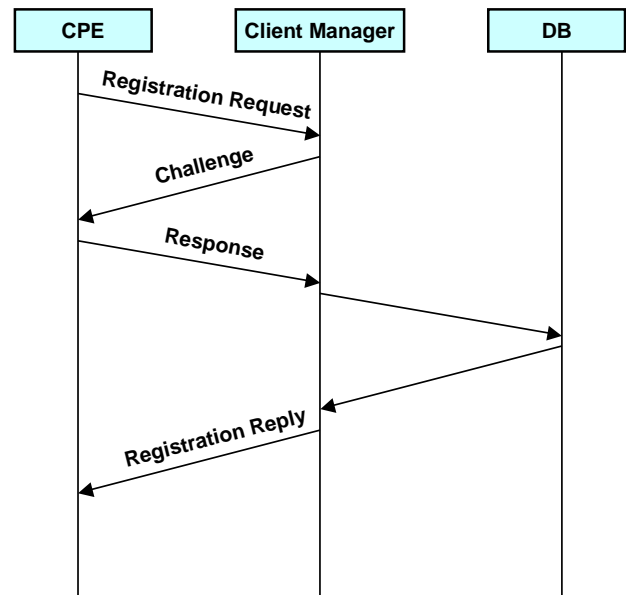 CPE
Client Manager
DB
Registration Request
Challenge
Response
Registration Reply